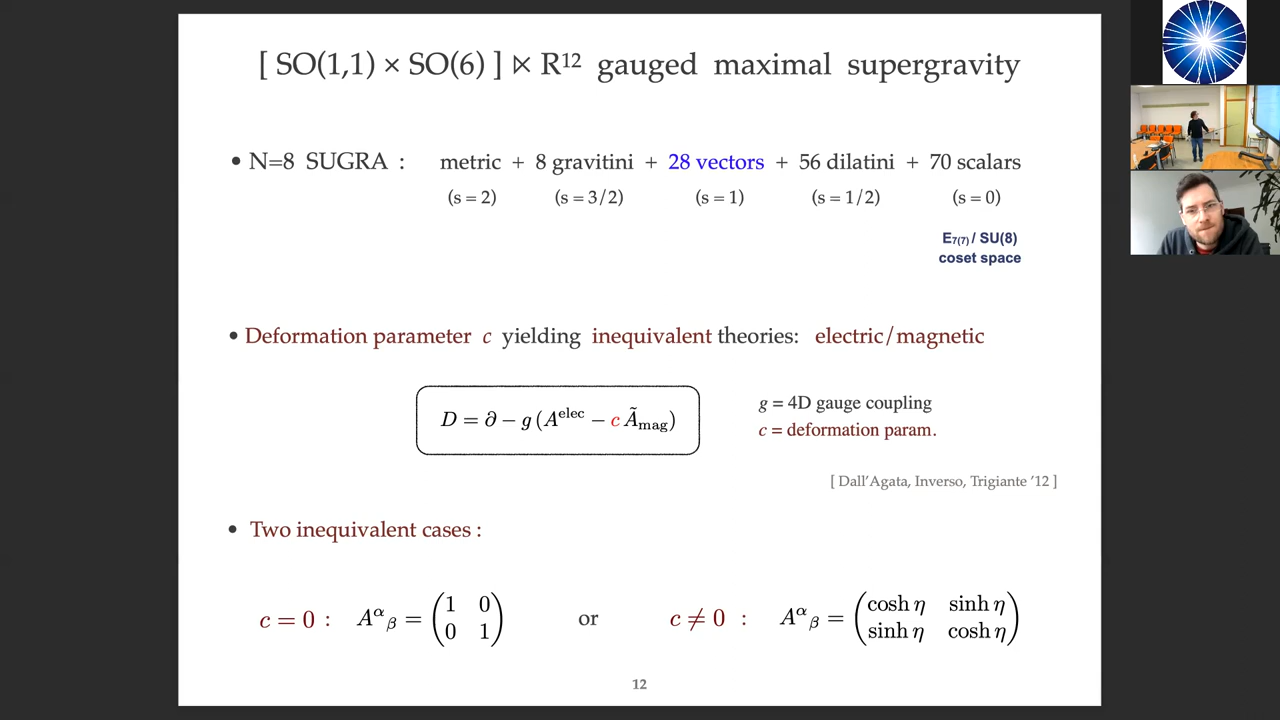 [ SO(1,1) × SO(6) ] ⋉ R¹² gauged maximal supergravity
• N=8 SUGRA : metric + 8 gravitini + 28 vectors + 56 dilatini + 70 scalars
(s = 2) (s = 3/2) (s = 1) (s = 1/2) (s = 0)
E₇₍₇₎ / SU(8)
coset space
• Deformation parameter c yielding inequivalent theories: electric/magnetic
D = ∂ − g (A^elec − c Ã_mag)
g = 4D gauge coupling
c = deformation param.
[ Dall'Agata, Inverso, Trigiante '12 ]
• Two inequivalent cases :
c = 0 : A^α_β = (1 0; 0 1) or c ≠ 0 : A^α_β = (cosh η sinh η; sinh η cosh η)
12